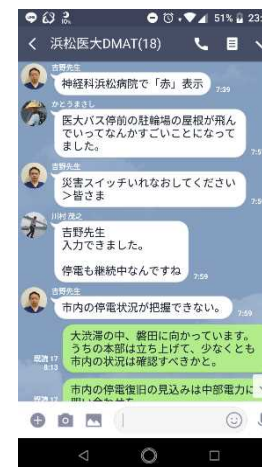 51% 23:
浜松医大DMAT(18)
吉野先生
神経科浜松病院で「赤」表示
7:39
かとうまさし
医大バス停前の駐輪場の屋根が飛ん
でいってなんかすごいことになって
ました。
吉野先生
災害スイッチいれなおしてください
＞皆さま
川村 茂之
吉野先生
入力できました。
停電も継続中なんですね
7:59
吉野先生
市内の停電状況が把握できない。
7:59
大渋滞の中、磐田に向かっています。
うちの本部は立ち上げて、少なくとも
市内の状況は確認すべきかと。
既読 17
8:13
市内の停電復旧の見込みは中部電力に